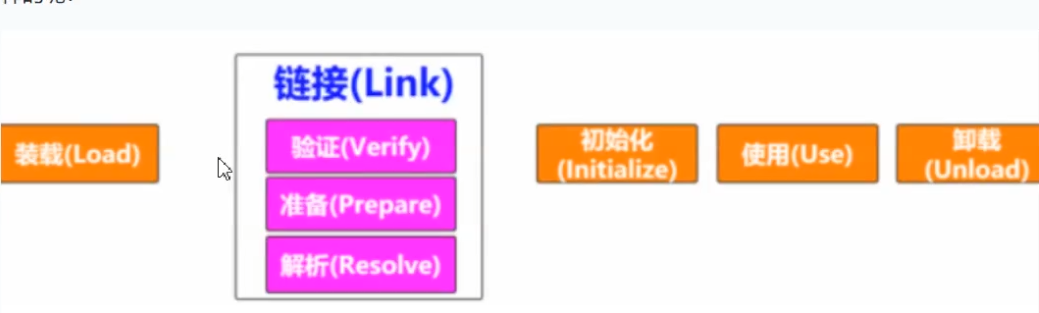 装载(Load)
链接(Link)
验证(Verify)
准备(Prepare)
解析(Resolve)
初始化
(Initialize)
使用(Use)
卸载
(Unload)